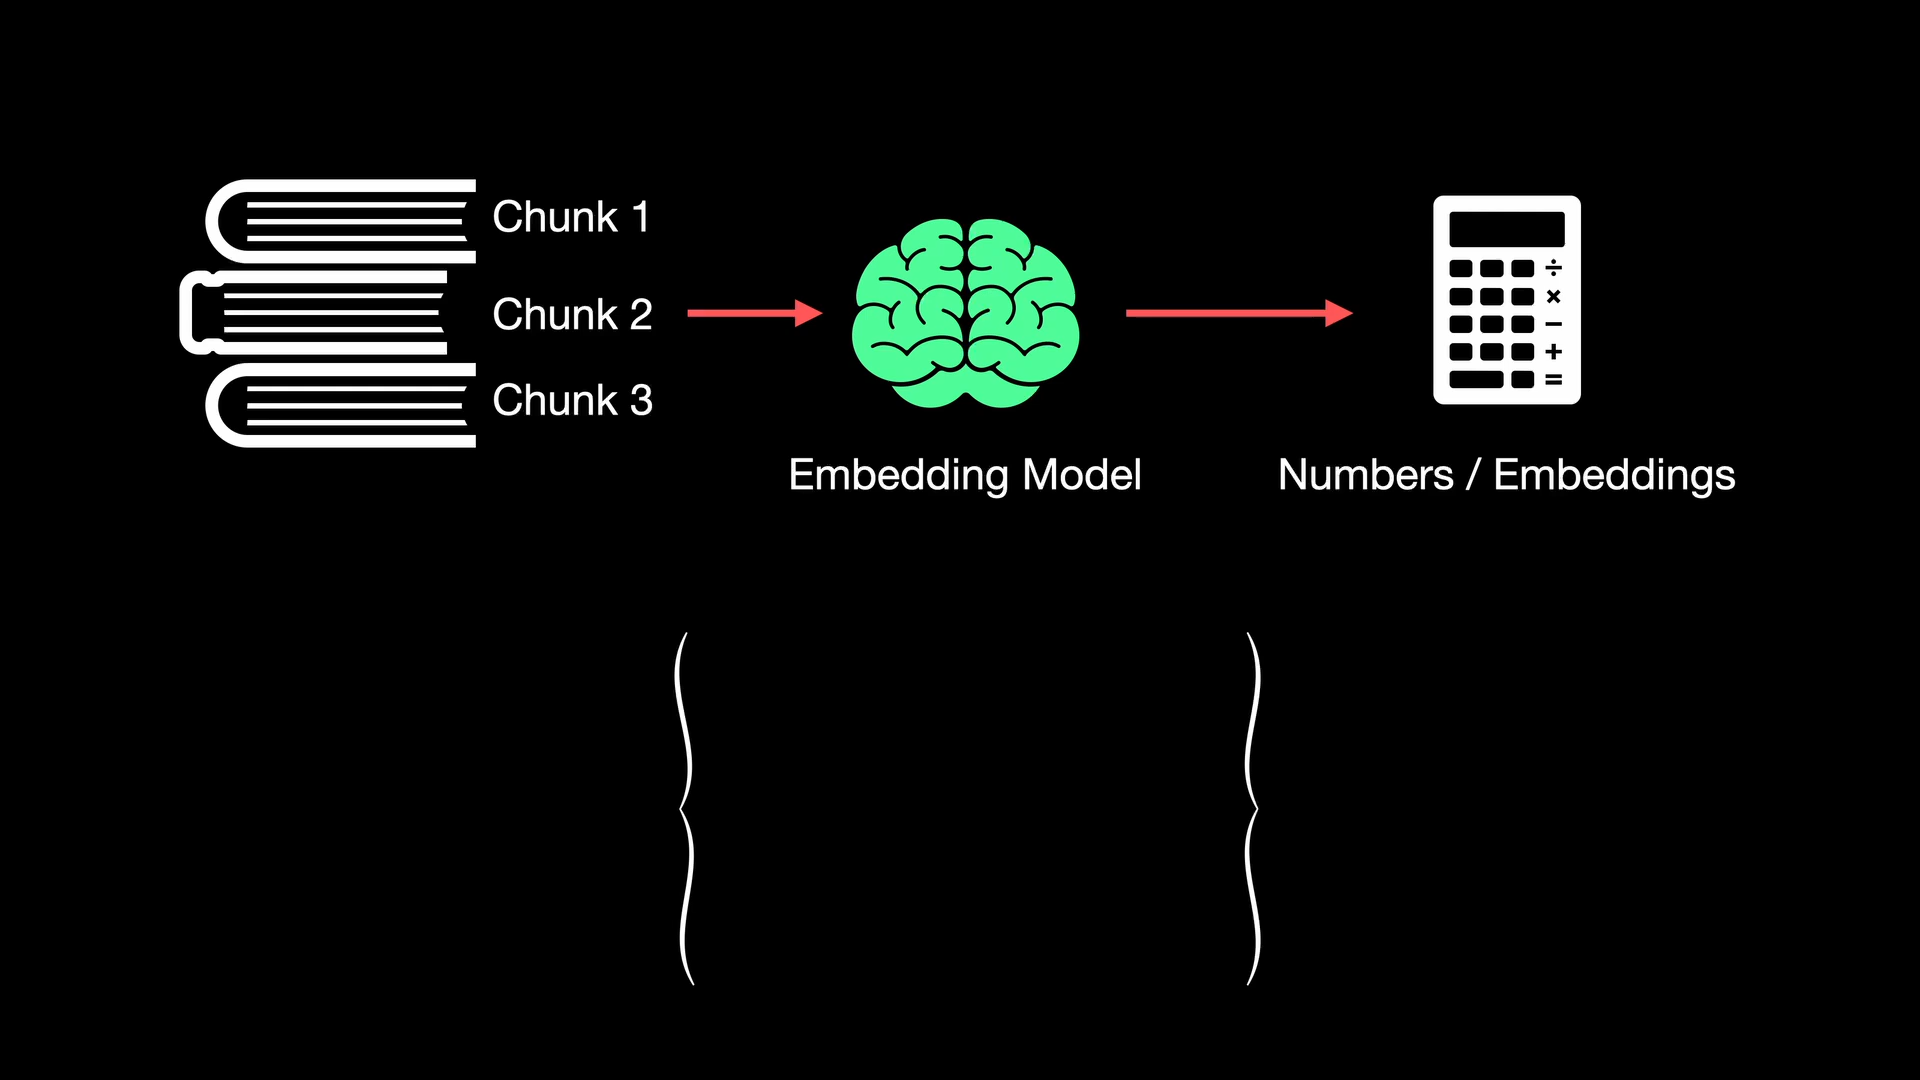 Chunk 1
Chunk 2
Chunk 3
Embedding Model
Numbers / Embeddings